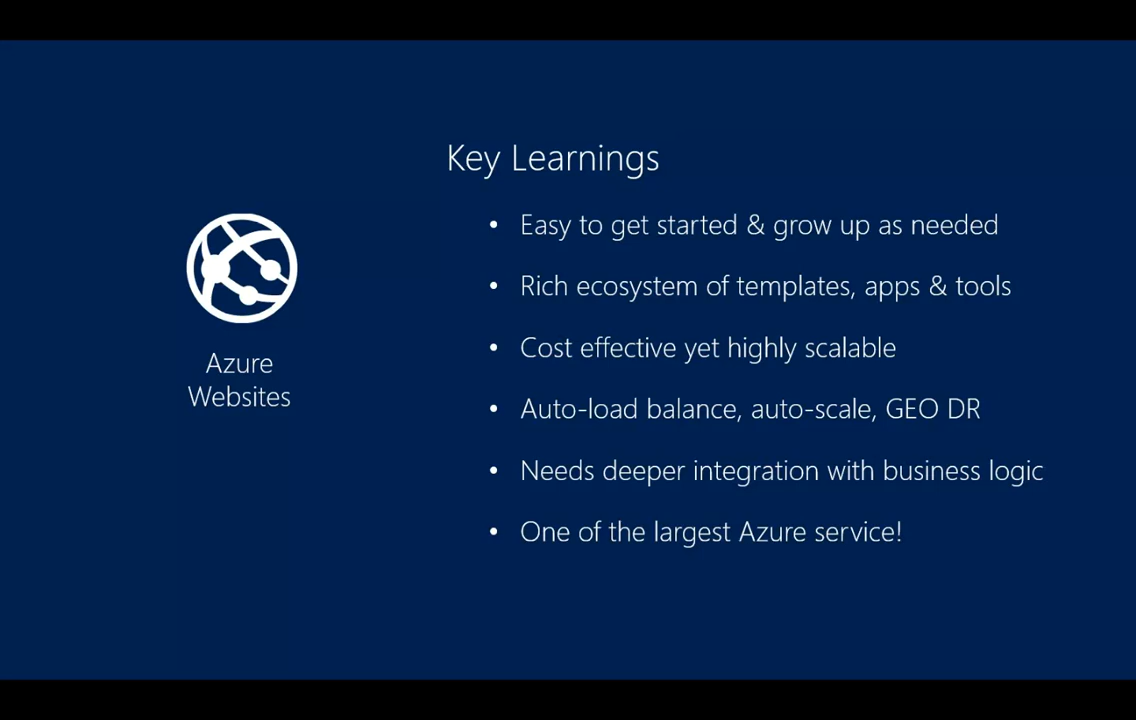 Key Learnings
Azure
Websites
• Easy to get started & grow up as needed
• Rich ecosystem of templates, apps & tools
• Cost effective yet highly scalable
• Auto-load balance, auto-scale, GEO DR
• Needs deeper integration with business logic
• One of the largest Azure service!